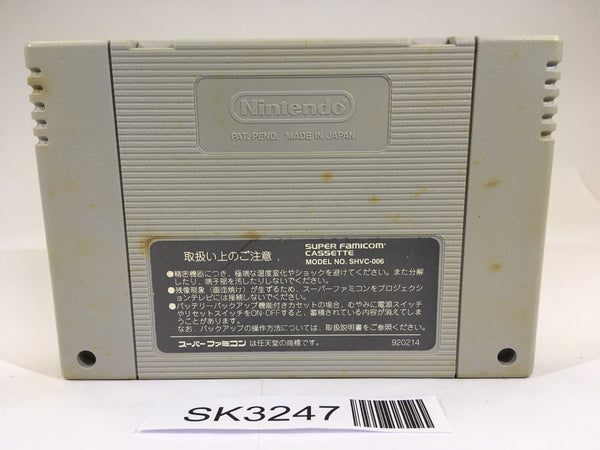 Nintendo
PAT. PEND. MADE IN JAPAN
取扱い上のご注意
SUPER FAMICOM
CASSETTE
MODEL NO. SHVC-006
●精密機器につき、極端な温度変化やショックを避けてください。また分解
したり、端子部を汚したりしないでください。
●残像現象（画面焼け）が生ずるため、スーパーファミコンをプロジェクシ
ョンテレビには接続しないでください。
●バッテリーバックアップ機能付きカセットの場合、むやみに電源スイッチ
やリセットスイッチをON・OFFすると、蓄積されている内容が消えてしま
うことがあります。
なお、バックアップの操作方法については、取扱説明書をご参照ください。
スーパーファミコン は任天堂の商標です。
920214
SK3247